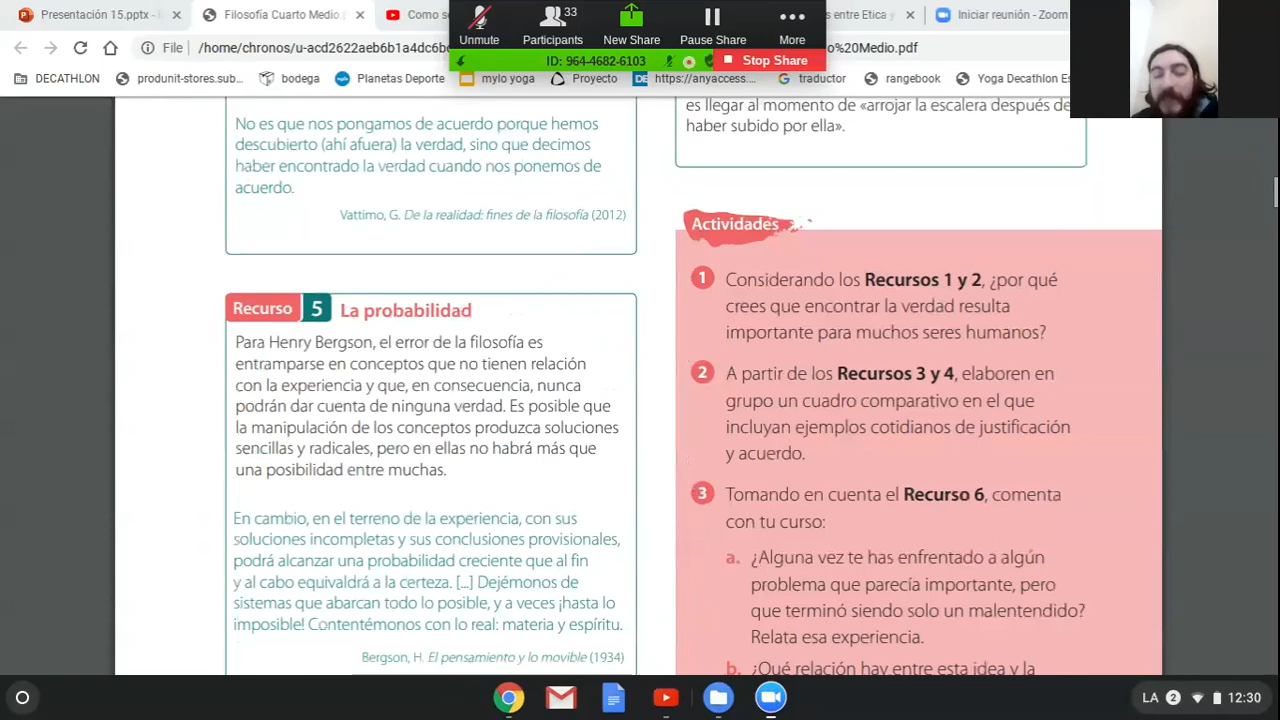 Presentación 15.pptx -
Filosofía Cuarto Medio
Como se
entre Etica y
Iniciar reunión - Zoom
Unmute
33
Participants
New Share
Pause Share
More
ID: 964-4682-6103
Stop Share
File
/home/chronos/u-acd2622aeb6b1a4dc6bc
o%20Medio.pdf
DECATHLON
produnit-stores.sub...
bodega
Planetas Deporte
mylo yoga
Proyecto
DE
https://anyaccess.
traductor
rangebook
Yoga Decathlon
No es que nos pongamos de acuerdo porque hemos
descubierto (ahí afuera) la verdad, sino que decimos
haber encontrado la verdad cuando nos ponemos de
acuerdo.
Vattimo, G. De la realidad: fines de la filosofía (2012)
Recurso 5 La probabilidad
Para Henry Bergson, el error de la filosofía es
entramparse en conceptos que no tienen relación
con la experiencia y que, en consecuencia, nunca
podrán dar cuenta de ninguna verdad. Es posible que
la manipulación de los conceptos produzca soluciones
sencillas y radicales, pero en ellas no habrá más que
una posibilidad entre muchas.
En cambio, en el terreno de la experiencia, con sus
soluciones incompletas y sus conclusiones provisionales,
podrá alcanzar una probabilidad creciente que al fin
y al cabo equivaldrá a la certeza. [...] Dejémonos de
sistemas que abarcan todo lo posible, y a veces ¡hasta lo
imposible! Contentémonos con lo real: materia y espíritu.
Bergson, H. El pensamiento y lo movible (1934)
es llegar al momento de «arrojar la escalera después de
haber subido por ella».
Actividades
1 Considerando los Recursos 1 y 2, ¿por qué
crees que encontrar la verdad resulta
importante para muchos seres humanos?
2 A partir de los Recursos 3 y 4, elaboren en
grupo un cuadro comparativo en el que
incluyan ejemplos cotidianos de justificación
y acuerdo.
3 Tomando en cuenta el Recurso 6, comenta
con tu curso:
a. ¿Alguna vez te has enfrentado a algún
problema que parecía importante, pero
que terminó siendo solo un malentendido?
Relata esa experiencia.
b. ¿Qué relación hay entre esta idea y la
LA 2 12:30